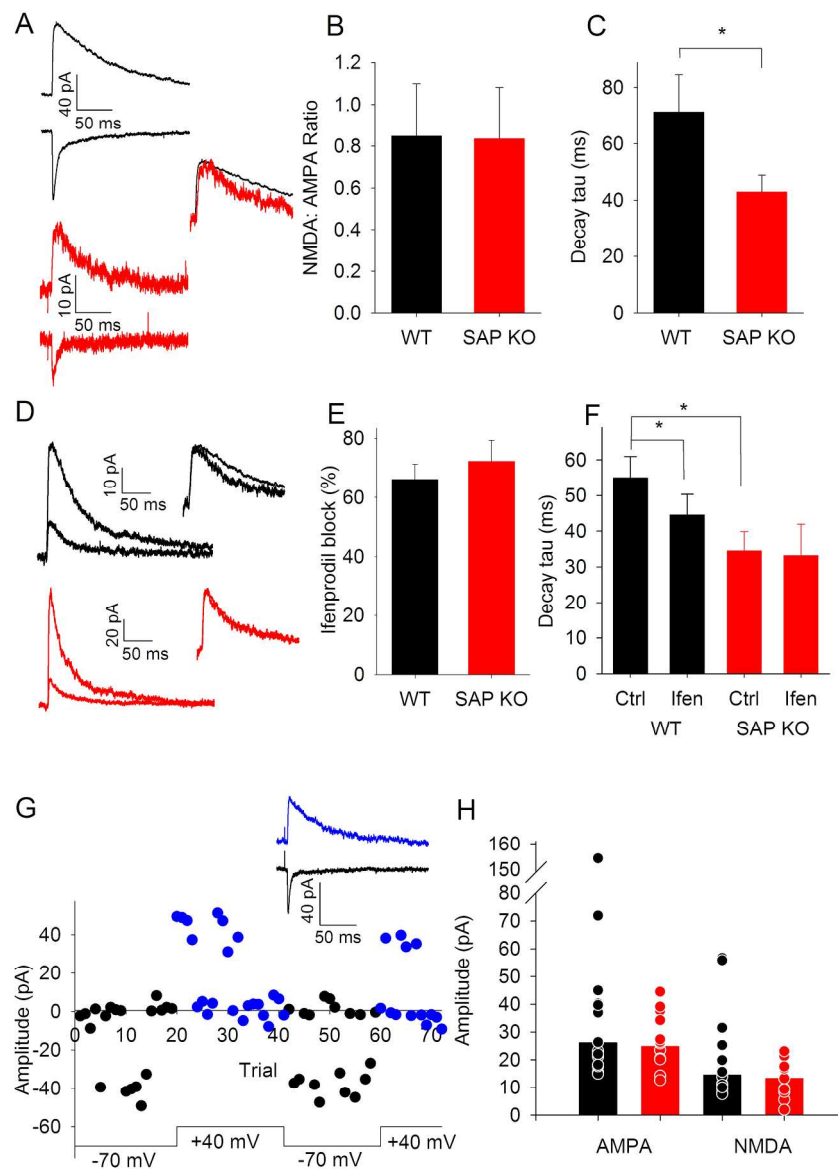 A
40 pA
50 ms
10 pA
50 ms
B
NMDA: AMPA Ratio
1.2
1.0
0.8
0.6
0.4
0.2
0.0
WT
SAP KO
C
*
Decay tau (ms)
80
60
40
20
0
WT
SAP KO
D
10 pA
50 ms
20 pA
50 ms
E
Ifenprodil block (%)
80
60
40
20
0
WT
SAP KO
F
*
*
Decay tau (ms)
60
50
40
30
20
10
0
Ctrl
Ifen
Ctrl
Ifen
WT
SAP KO
G
40 pA
50 ms
Amplitude (pA)
40
20
0
-20
-40
-60
0
10
20
30
40
50
60
70
Trial
-70 mV
+40 mV
-70 mV
+40 mV
H
Amplitude (pA)
160
150
80
70
60
50
40
30
20
10
0
AMPA
NMDA